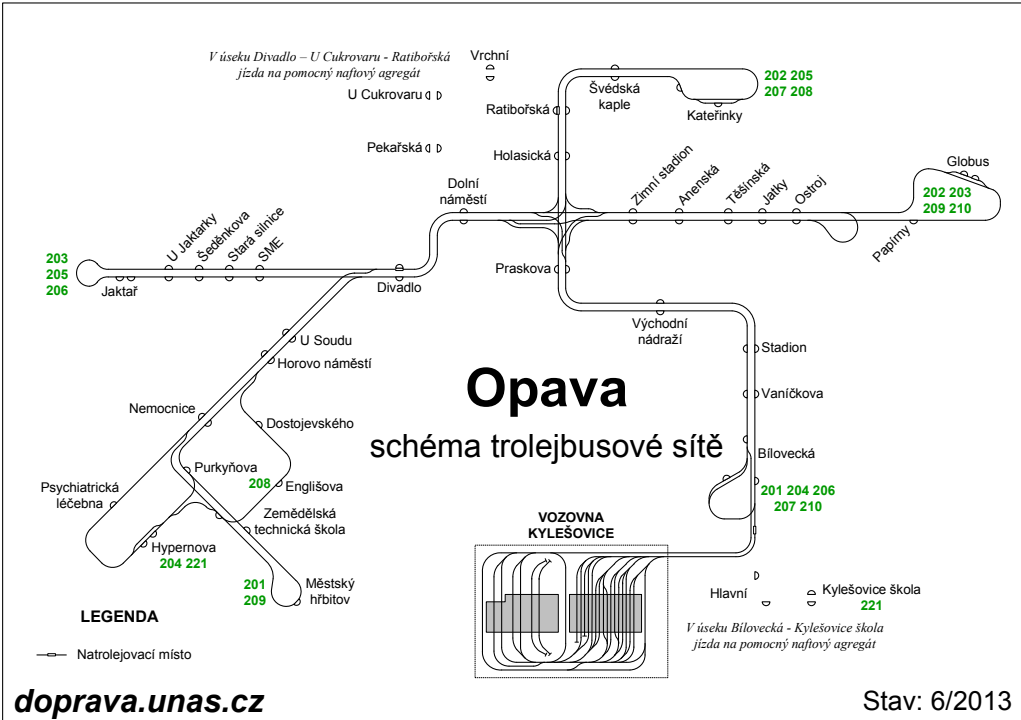 V úseku Divadlo – U Cukrovaru - Ratibořská
jízda na pomocný naftový agregát
Vrchní
U Cukrovaru
Pekařská
Švédská
kaple
Kateřinky
202 205
207 208
Ratibořská
Holasická
Dolní
náměstí
Zimní stadion
Anenská
Těšínská
Jatky
Ostroj
Globus
202 203
209 210
Papírny
203
205
206
Jaktař
U Jaktarky
Šeděnkova
Stará silnice
SME
Divadlo
Praskova
Východní
nádraží
Stadion
Vaníčkova
Bílovecká
201 204 206
207 210
U Soudu
Horovo náměstí
Nemocnice
Dostojevského
Purkyňova
208
Englišova
Psychiatrická
léčebna
Zemědělská
technická škola
Hypernova
204 221
201
209
Městský
hřbitov
Opava
schéma trolejbusové sítě
VOZOVNA
KYLEŠOVICE
Hlavní
Kylešovice škola
221
V úseku Bílovecká - Kylešovice škola
jízda na pomocný naftový agregát
LEGENDA
Natrolejovací místo
doprava.unas.cz
Stav: 6/2013